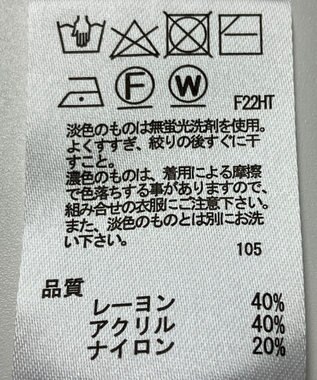 F W
F22HT
淡色のものは無蛍光洗剤を使用。
よくすすぎ、絞りの後すぐに干
すこと。
濃色のものは、着用による摩擦
で色落ちする事がありますので、
組み合せの衣服にご注意下さい。
また、淡色のものとは別にお洗
い下さい。
105
品質
レーヨン 40%
アクリル 40%
ナイロン 20%